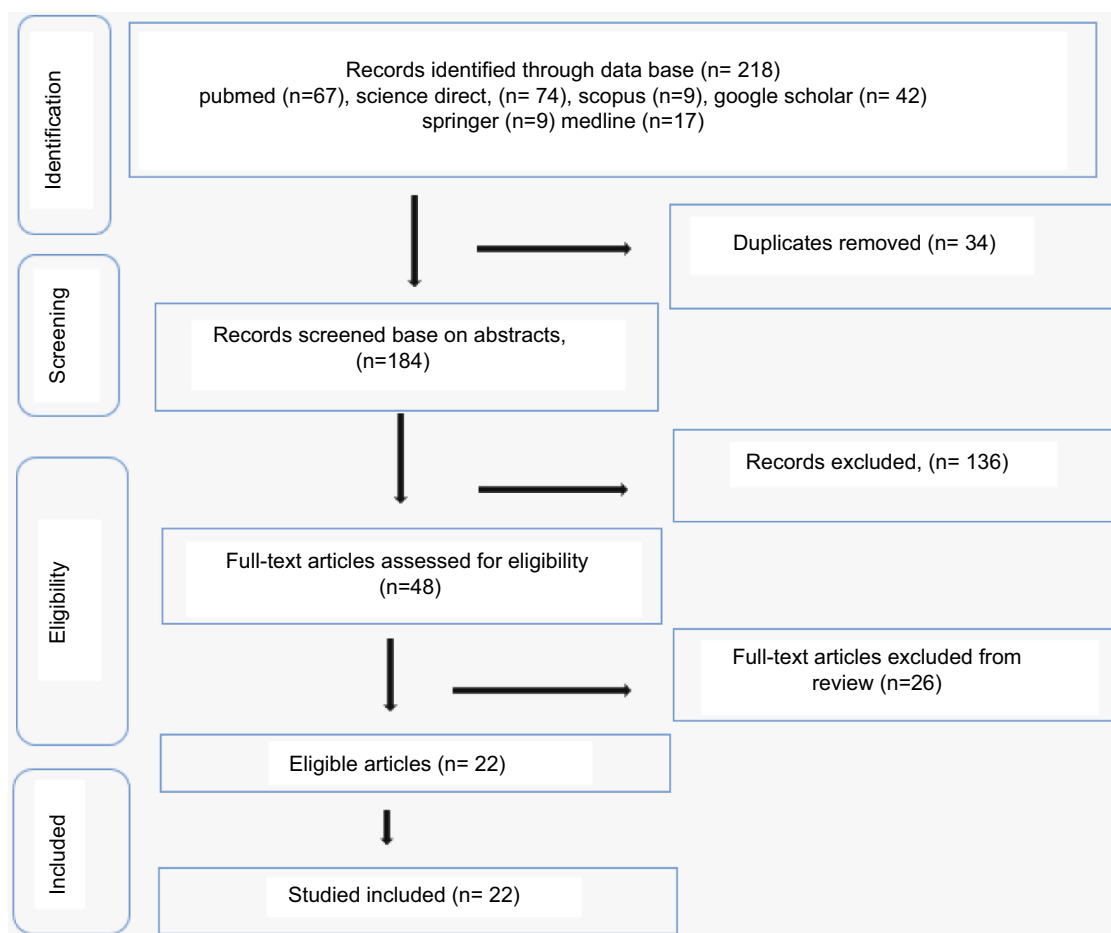 Identification
Records identified through data base (n= 218)
pubmed (n=67), science direct, (n= 74), scopus (n=9), google scholar (n= 42)
springer (n=9) medline (n=17)
Duplicates removed (n= 34)
Screening
Records screened base on abstracts,
(n=184)
Records excluded, (n= 136)
Eligibility
Full-text articles assessed for eligibility
(n=48)
Full-text articles excluded from
review (n=26)
Eligible articles (n= 22)
Included
Studied included (n= 22)